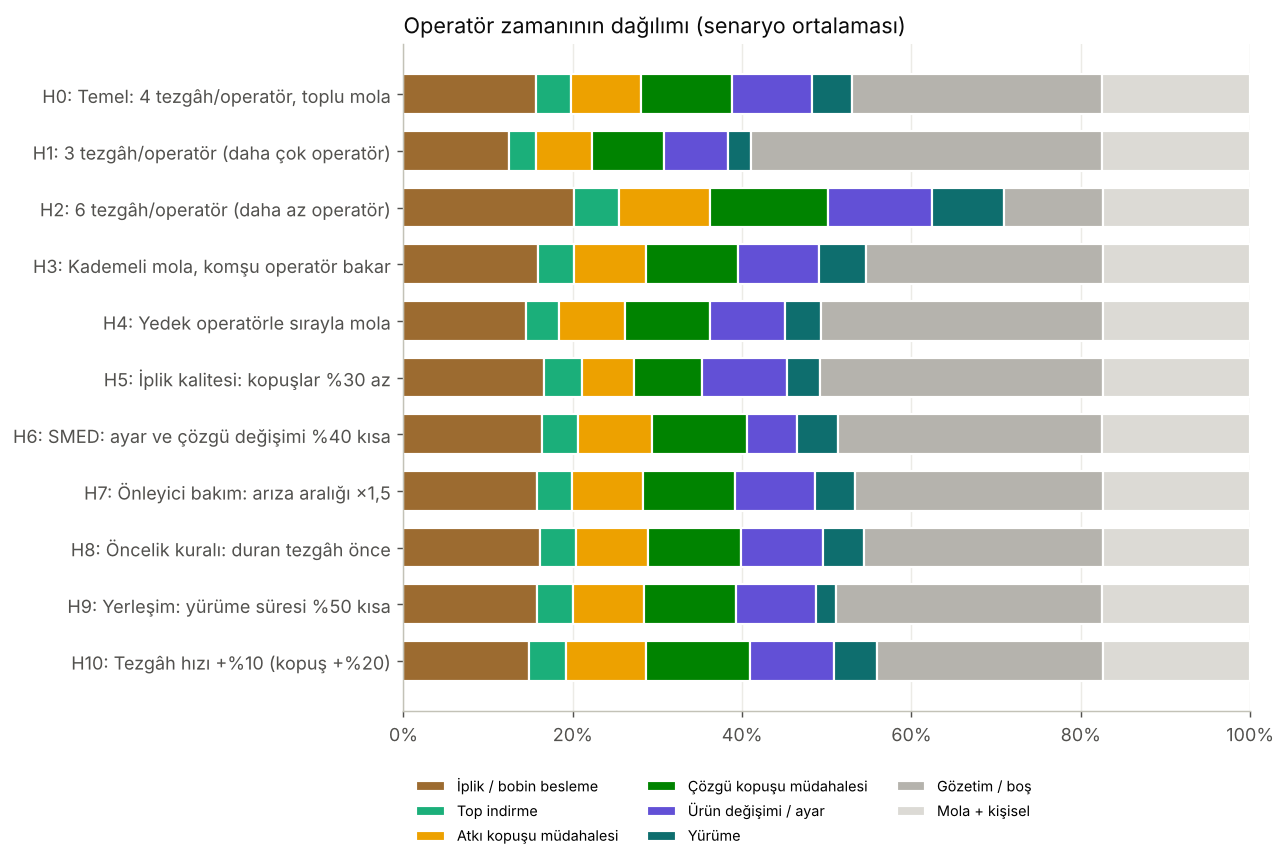 Operatör zamanının dağılımı (senaryo ortalaması)
H0: Temel: 4 tezgâh/operatör, toplu mola
H1: 3 tezgâh/operatör (daha çok operatör)
H2: 6 tezgâh/operatör (daha az operatör)
H3: Kademeli mola, komşu operatör bakar
H4: Yedek operatörle sırayla mola
H5: İplik kalitesi: kopuşlar %30 az
H6: SMED: ayar ve çözgü değişimi %40 kısa
H7: Önleyici bakım: arıza aralığı ×1,5
H8: Öncelik kuralı: duran tezgâh önce
H9: Yerleşim: yürüme süresi %50 kısa
H10: Tezgâh hızı +%10 (kopuş +%20)
0% 20% 40% 60% 80% 100%
İplik / bobin besleme
Top indirme
Atkı kopuşu müdahalesi
Çözgü kopuşu müdahalesi
Ürün değişimi / ayar
Yürüme
Gözetim / boş
Mola + kişisel